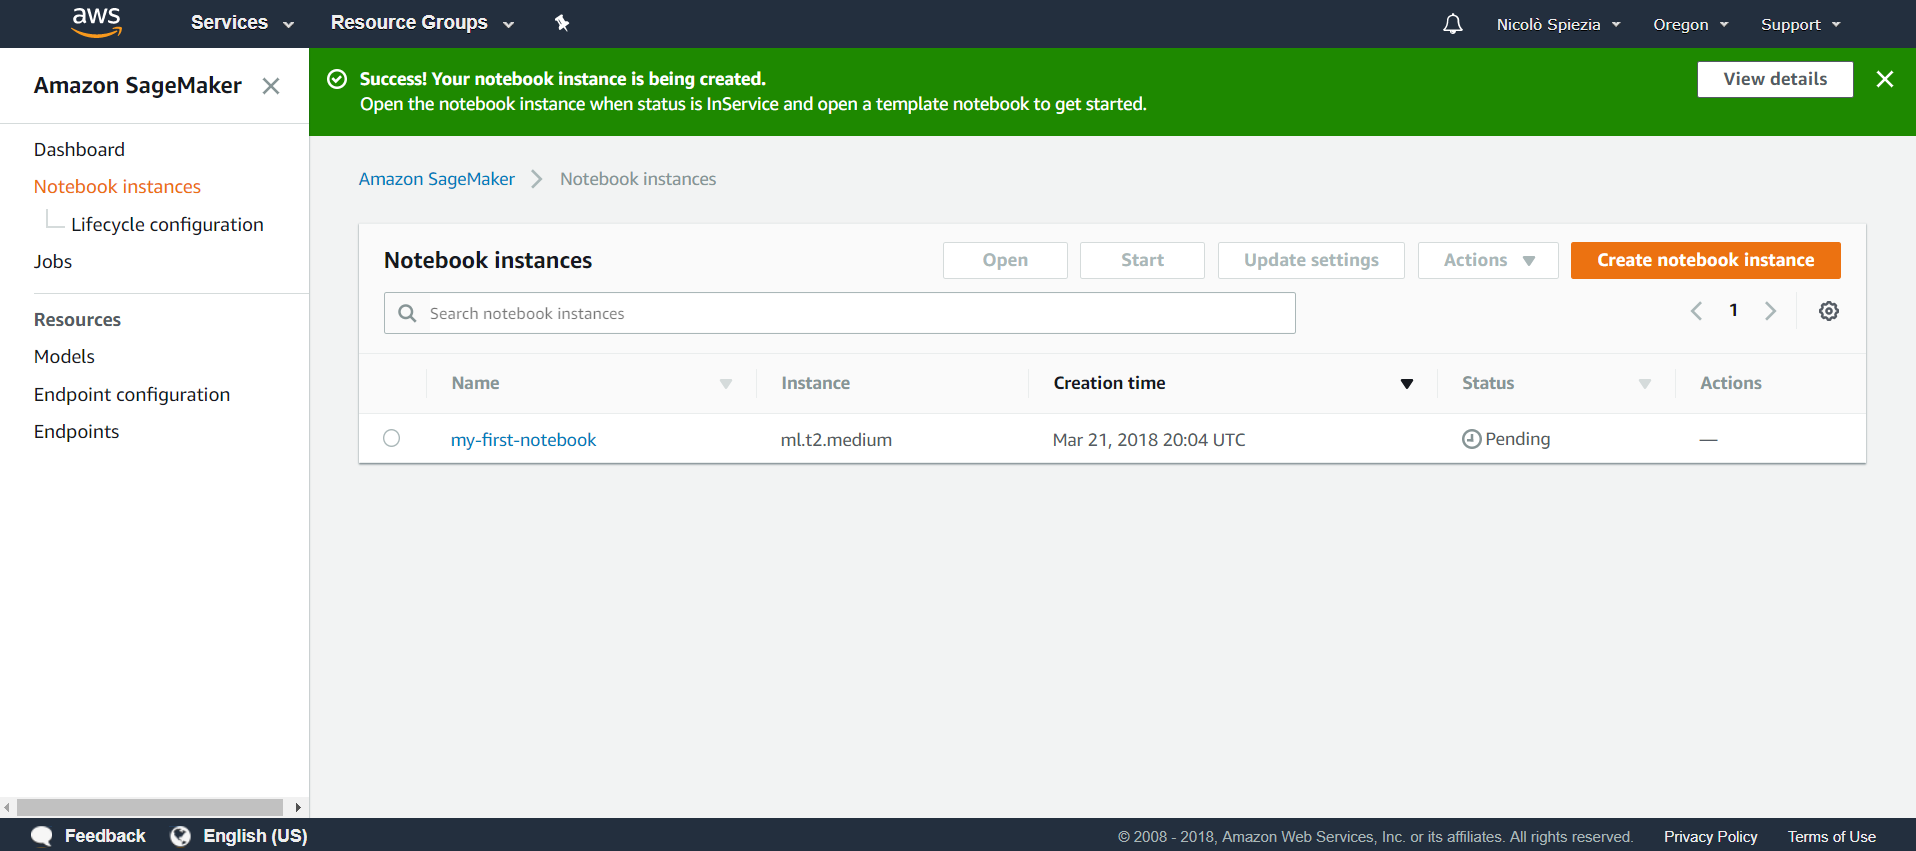 aws
Services
Resource Groups
Nicolò Spiezia
Oregon
Support
Amazon SageMaker
Success! Your notebook instance is being created.
Open the notebook instance when status is InService and open a template notebook to get started.
View details
Dashboard
Notebook instances
Lifecycle configuration
Jobs
Resources
Models
Endpoint configuration
Endpoints
Amazon SageMaker
Notebook instances
Notebook instances
Open
Start
Update settings
Actions
Create notebook instance
Search notebook instances
1
Name
Instance
Creation time
Status
Actions
my-first-notebook
ml.t2.medium
Mar 21, 2018 20:04 UTC
Pending
—
Feedback
English (US)
© 2008 - 2018, Amazon Web Services, Inc. or its affiliates. All rights reserved.
Privacy Policy
Terms of Use